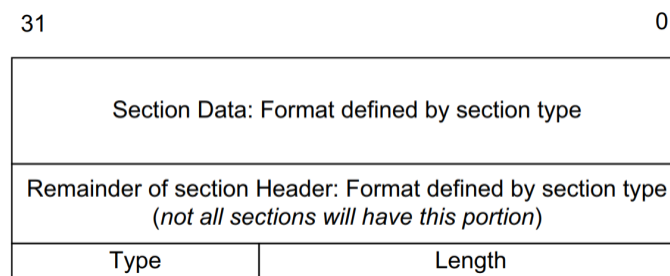 31 0
Section Data: Format defined by section type
Remainder of section Header: Format defined by section type
(not all sections will have this portion)
Type Length